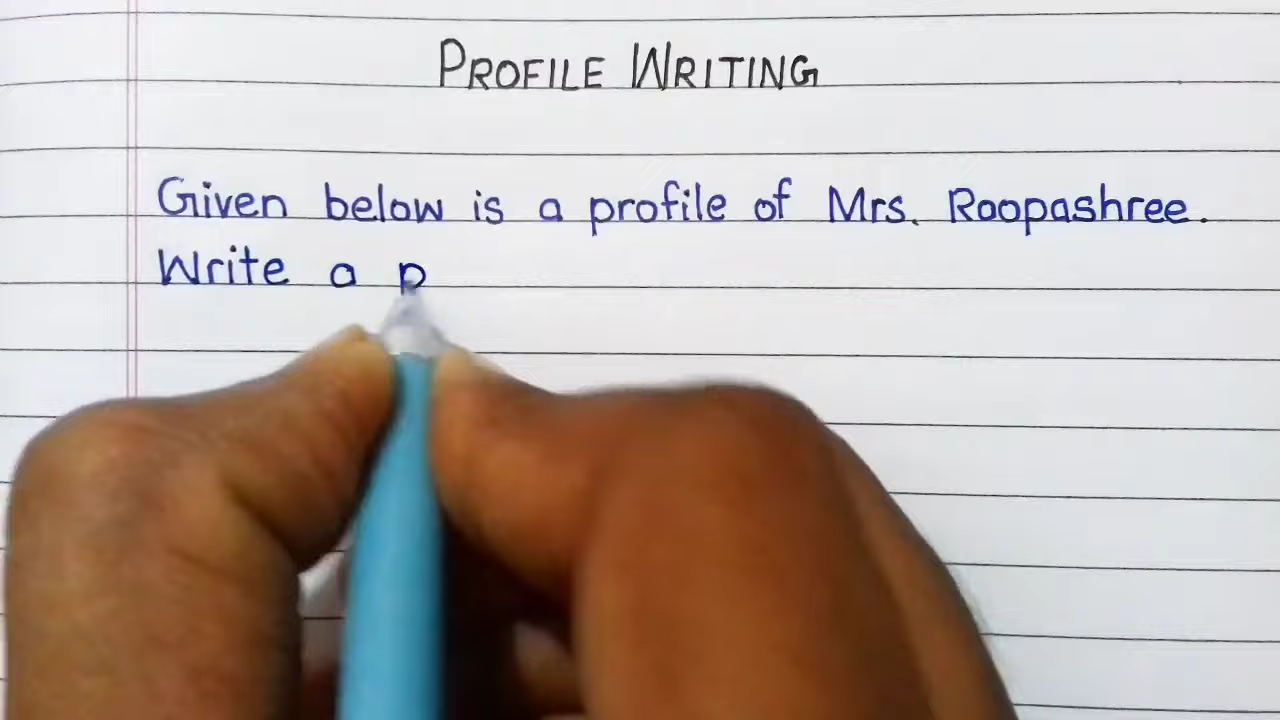 PROFILE WRITING
Given below is a profile of Mrs. Roopashree.
Write a p